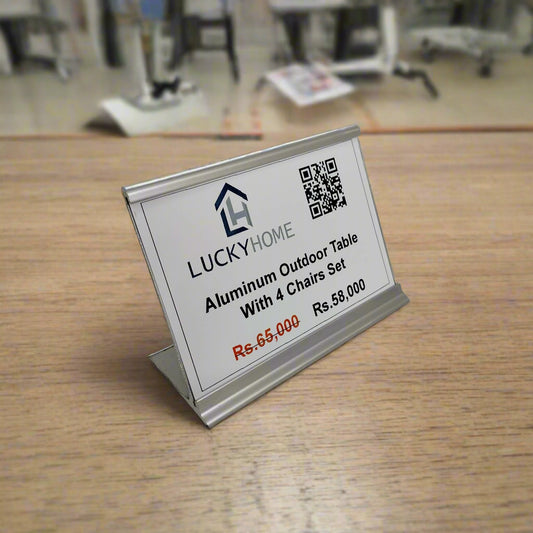 LUCKYHOME
Aluminum Outdoor Table
With 4 Chairs Set
Rs.65,000 Rs.58,000